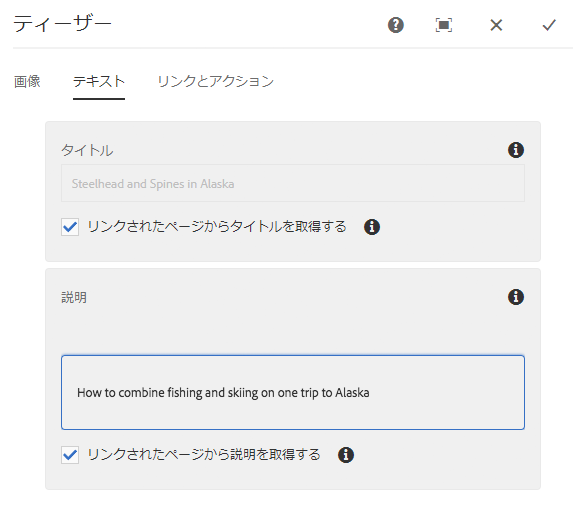 ティーザー
画像 テキスト リンクとアクション
タイトル
Steelhead and Spines in Alaska
リンクされたページからタイトルを取得する
説明
How to combine fishing and skiing on one trip to Alaska
リンクされたページから説明を取得する